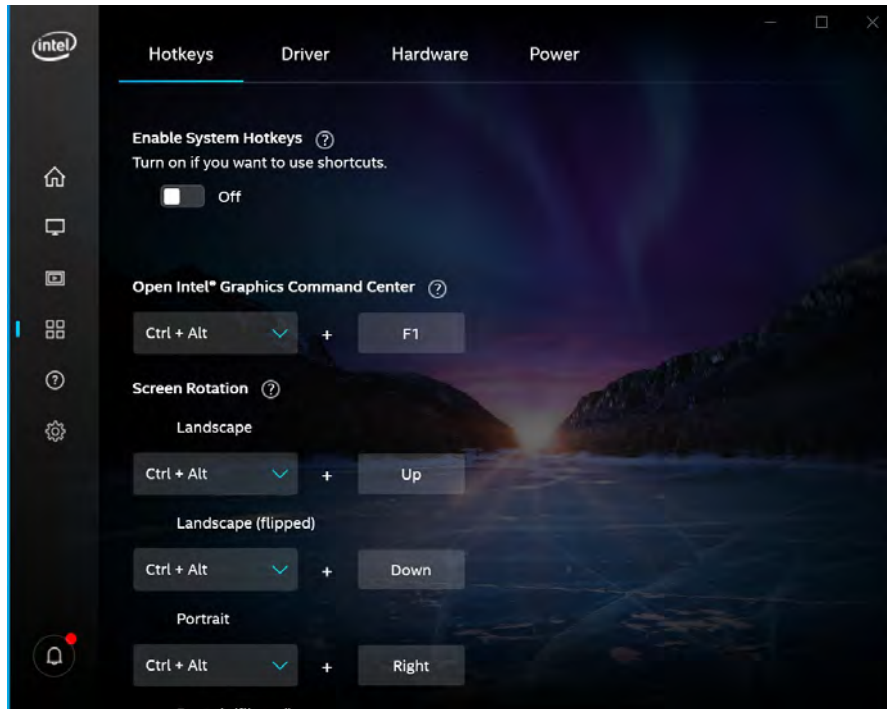 intel
Hotkeys Driver Hardware Power
Enable System Hotkeys ?
Turn on if you want to use shortcuts.
Off
Open Intel® Graphics Command Center ?
Ctrl + Alt + F1
Screen Rotation ?
Landscape
Ctrl + Alt + Up
Landscape (flipped)
Ctrl + Alt + Down
Portrait
Ctrl + Alt + Right